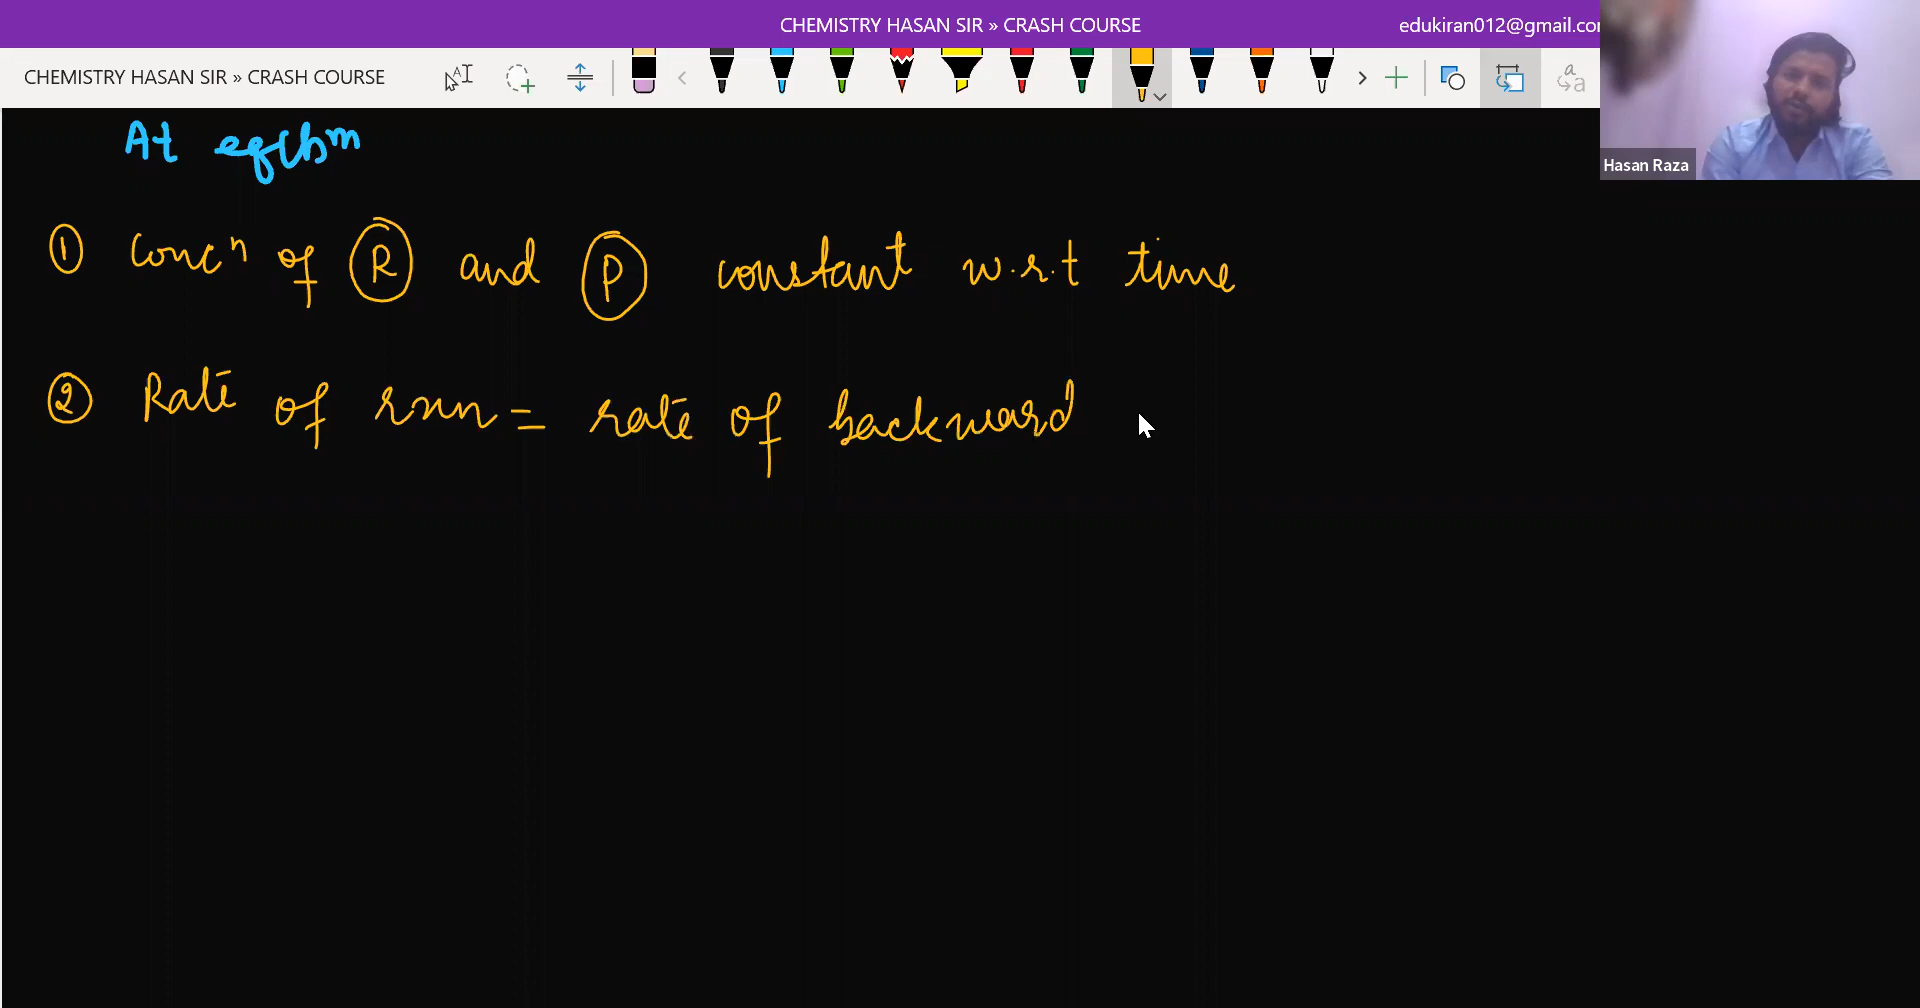 CHEMISTRY HASAN SIR » CRASH COURSE
edukiran012@gmail.co
CHEMISTRY HASAN SIR » CRASH COURSE
Hasan Raza
At eqlbm
① Concⁿ of Ⓡ and Ⓟ constant w.r.t time
② Rate of rxn = rate of backward